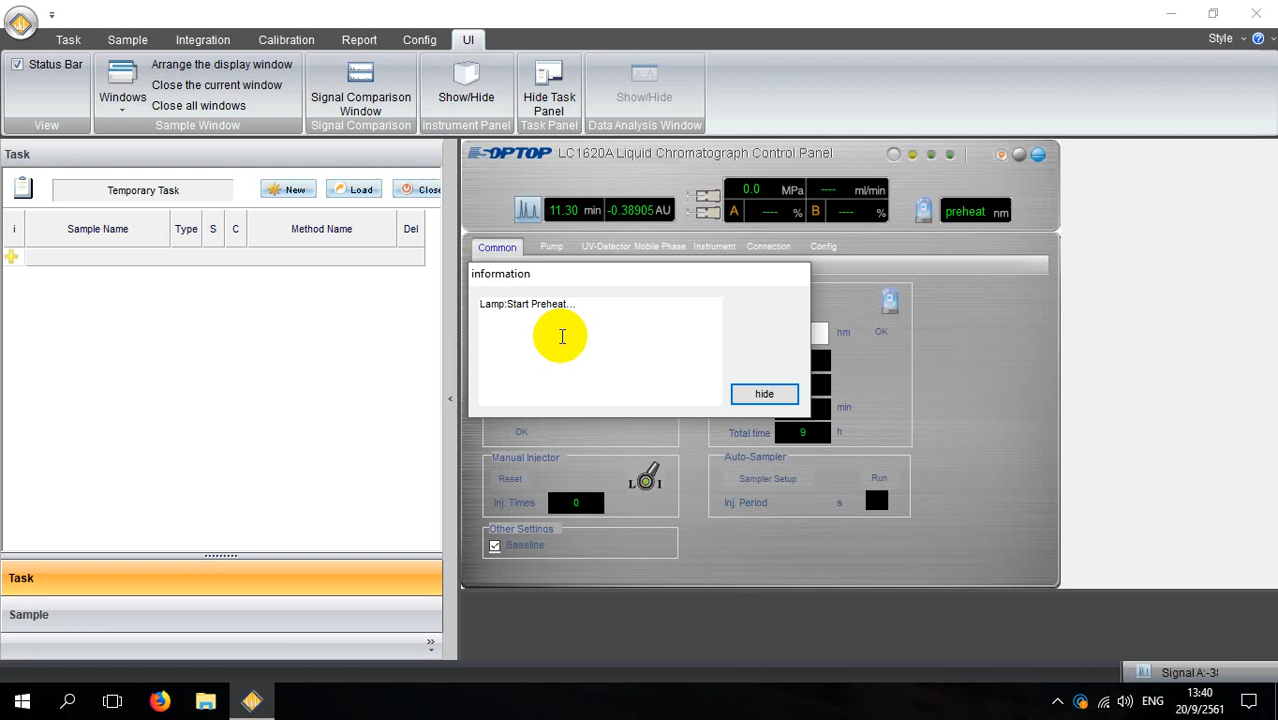 Task Sample Integration Calibration Report Config UI Style
Status Bar
View
Windows
Arrange the display window
Close the current window
Close all windows
Sample Window
Signal Comparison Window
Signal Comparison
Show/Hide
Instrument Panel
Hide Task Panel
Task Panel
Show/Hide
Data Analysis Window
Task
Temporary Task New Load Close
i Sample Name Type S C Method Name Del
Task
Sample
SOPTOP LC1620A Liquid Chromatograph Control Panel
11.30 min -0.38905 AU
0.0 MPa ---- ml/min
A ---- % B ---- %
preheat nm
Common Pump UV-Detector Mobile Phase Instrument Connection Config
information
Lamp:Start Preheat...
hide
nm OK
min
OK
Total time 9 h
Manual Injector
Reset
L I
Inj. Times 0
Auto-Sampler
Sampler Setup Run
Inj. Period s
Other Settings
Baseline
Signal A:-38
ENG
13:40
20/9/2561